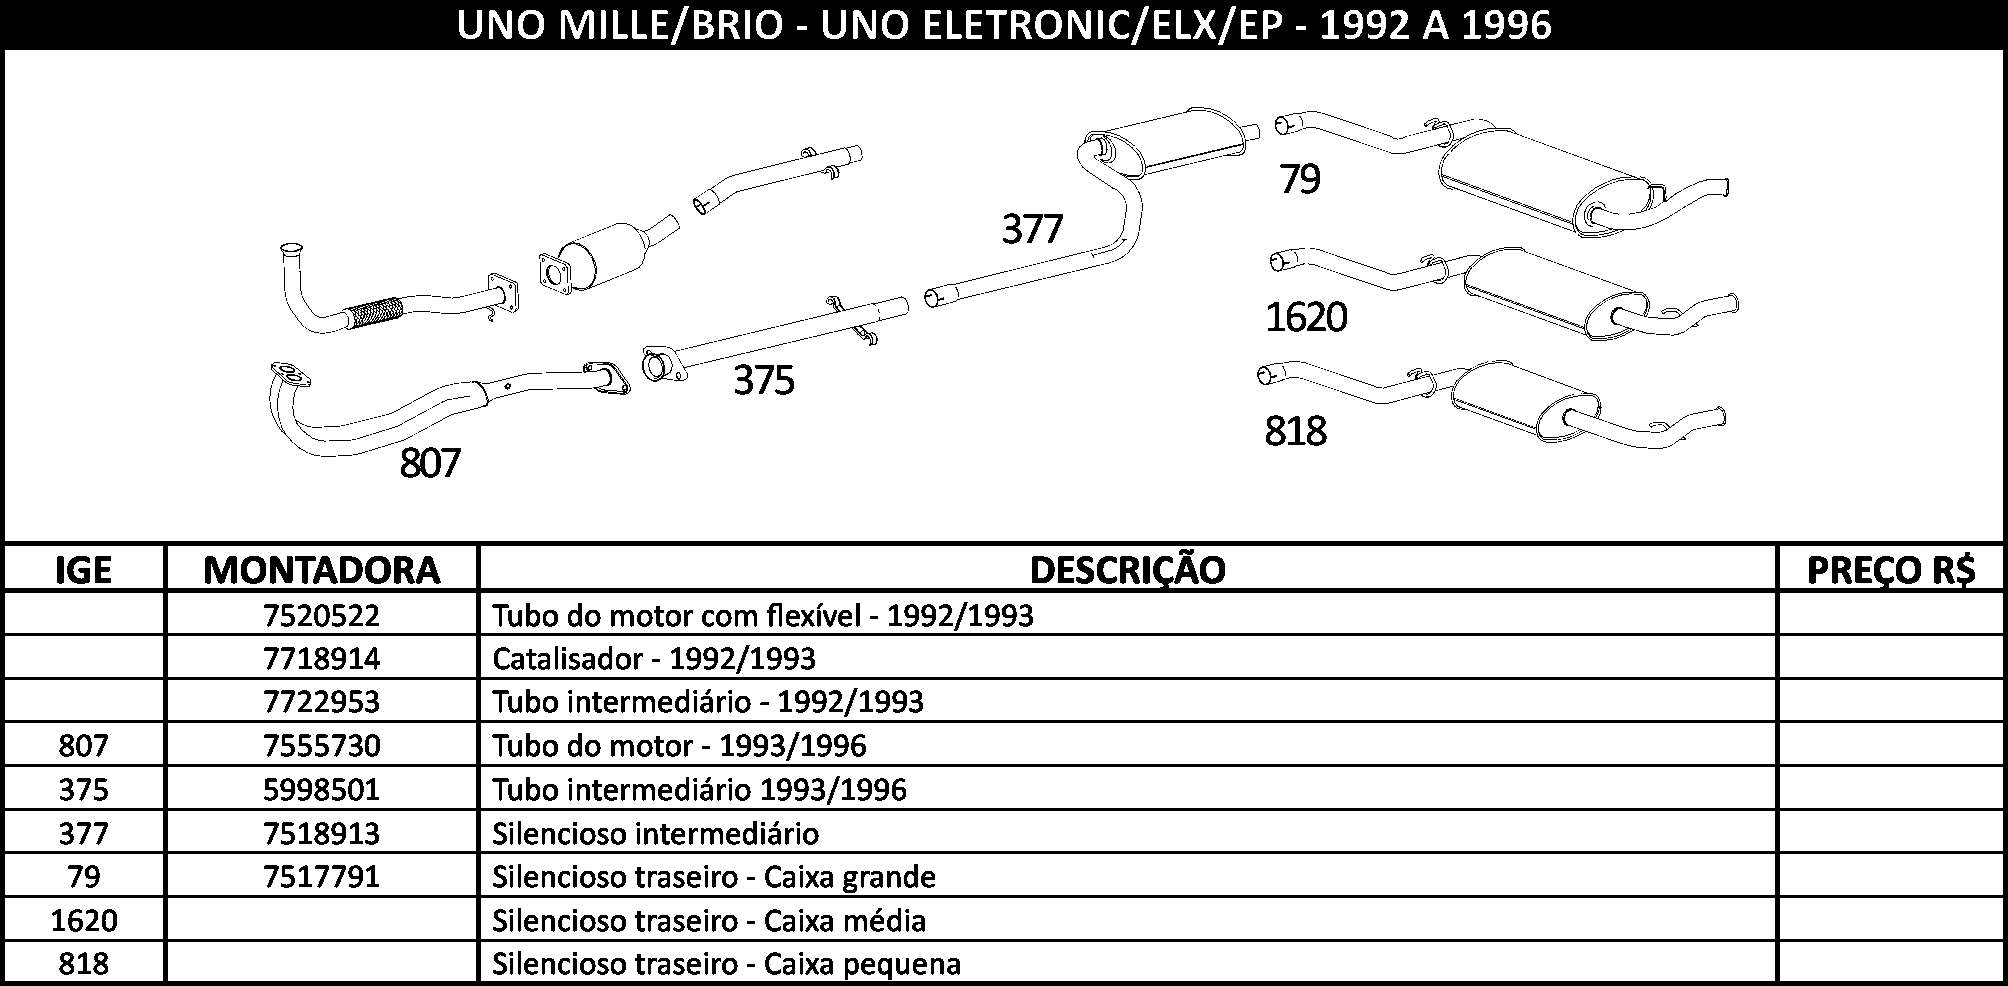 UNO MILLE/BRIO - UNO ELETRONIC/ELX/EP - 1992 A 1996
79
377
1620
375
818
807
IGE MONTADORA DESCRIÇÃO PREÇO R$
7520522 Tubo do motor com flexível - 1992/1993
7718914 Catalisador - 1992/1993
7722953 Tubo intermediário - 1992/1993
807 7555730 Tubo do motor - 1993/1996
375 5998501 Tubo intermediário 1993/1996
377 7518913 Silencioso intermediário
79 7517791 Silencioso traseiro - Caixa grande
1620 Silencioso traseiro - Caixa média
818 Silencioso traseiro - Caixa pequena